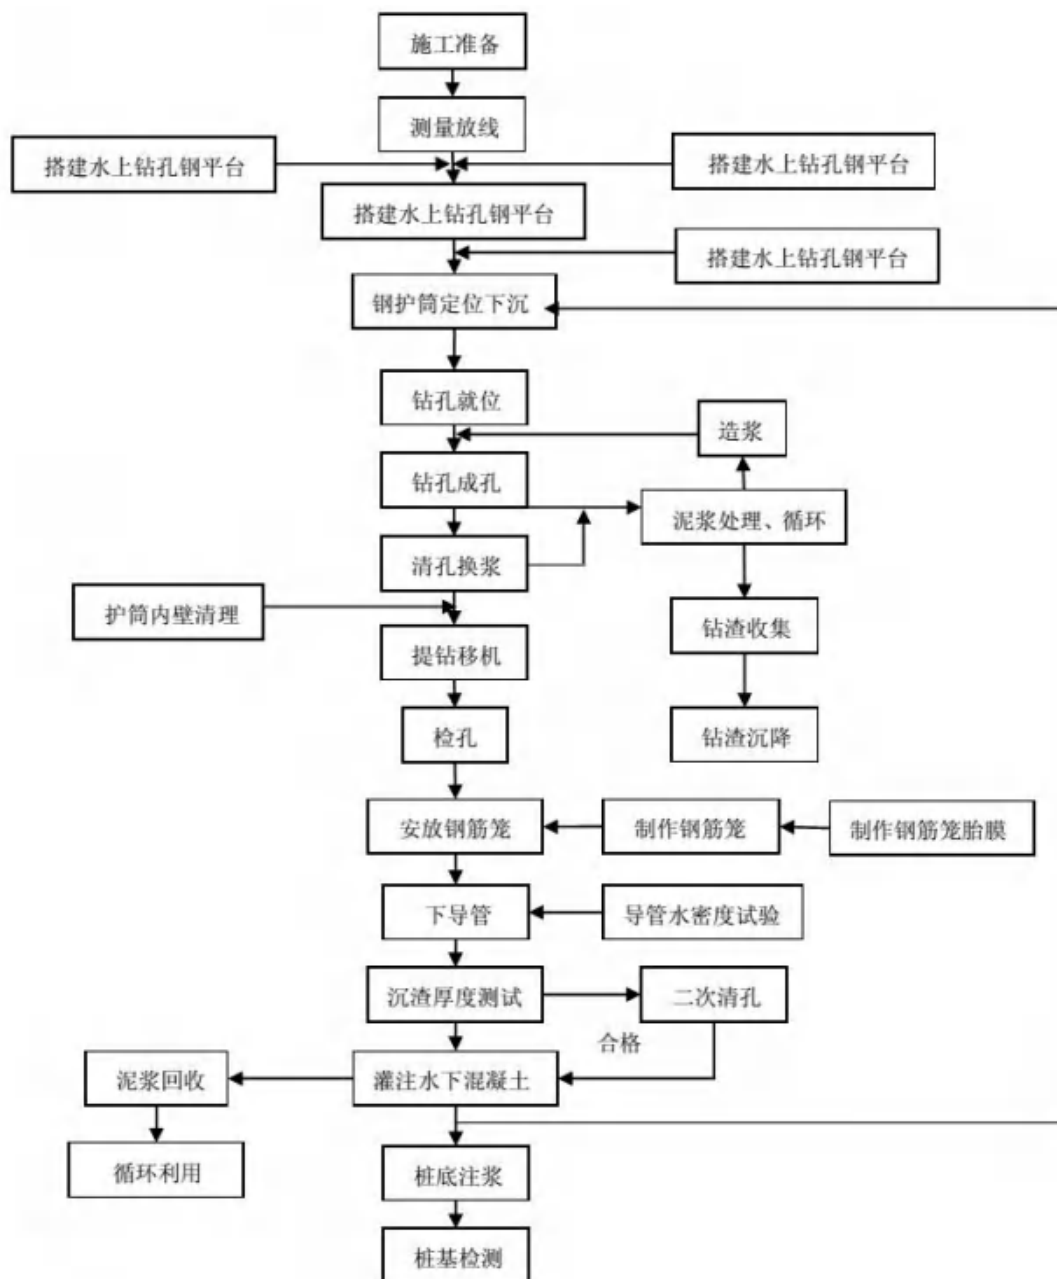 施工准备
测量放线
搭建水上钻孔钢平台
搭建水上钻孔钢平台
搭建水上钻孔钢平台
搭建水上钻孔钢平台
钢护筒定位下沉
钻孔就位
造浆
钻孔成孔
泥浆处理、循环
清孔换浆
护筒内壁清理
钻渣收集
提钻移机
检孔
钻渣沉降
安放钢筋笼
制作钢筋笼
制作钢筋笼胎膜
下导管
导管水密度试验
沉渣厚度测试
二次清孔
合格
泥浆回收
灌注水下混凝土
循环利用
桩底注浆
桩基检测